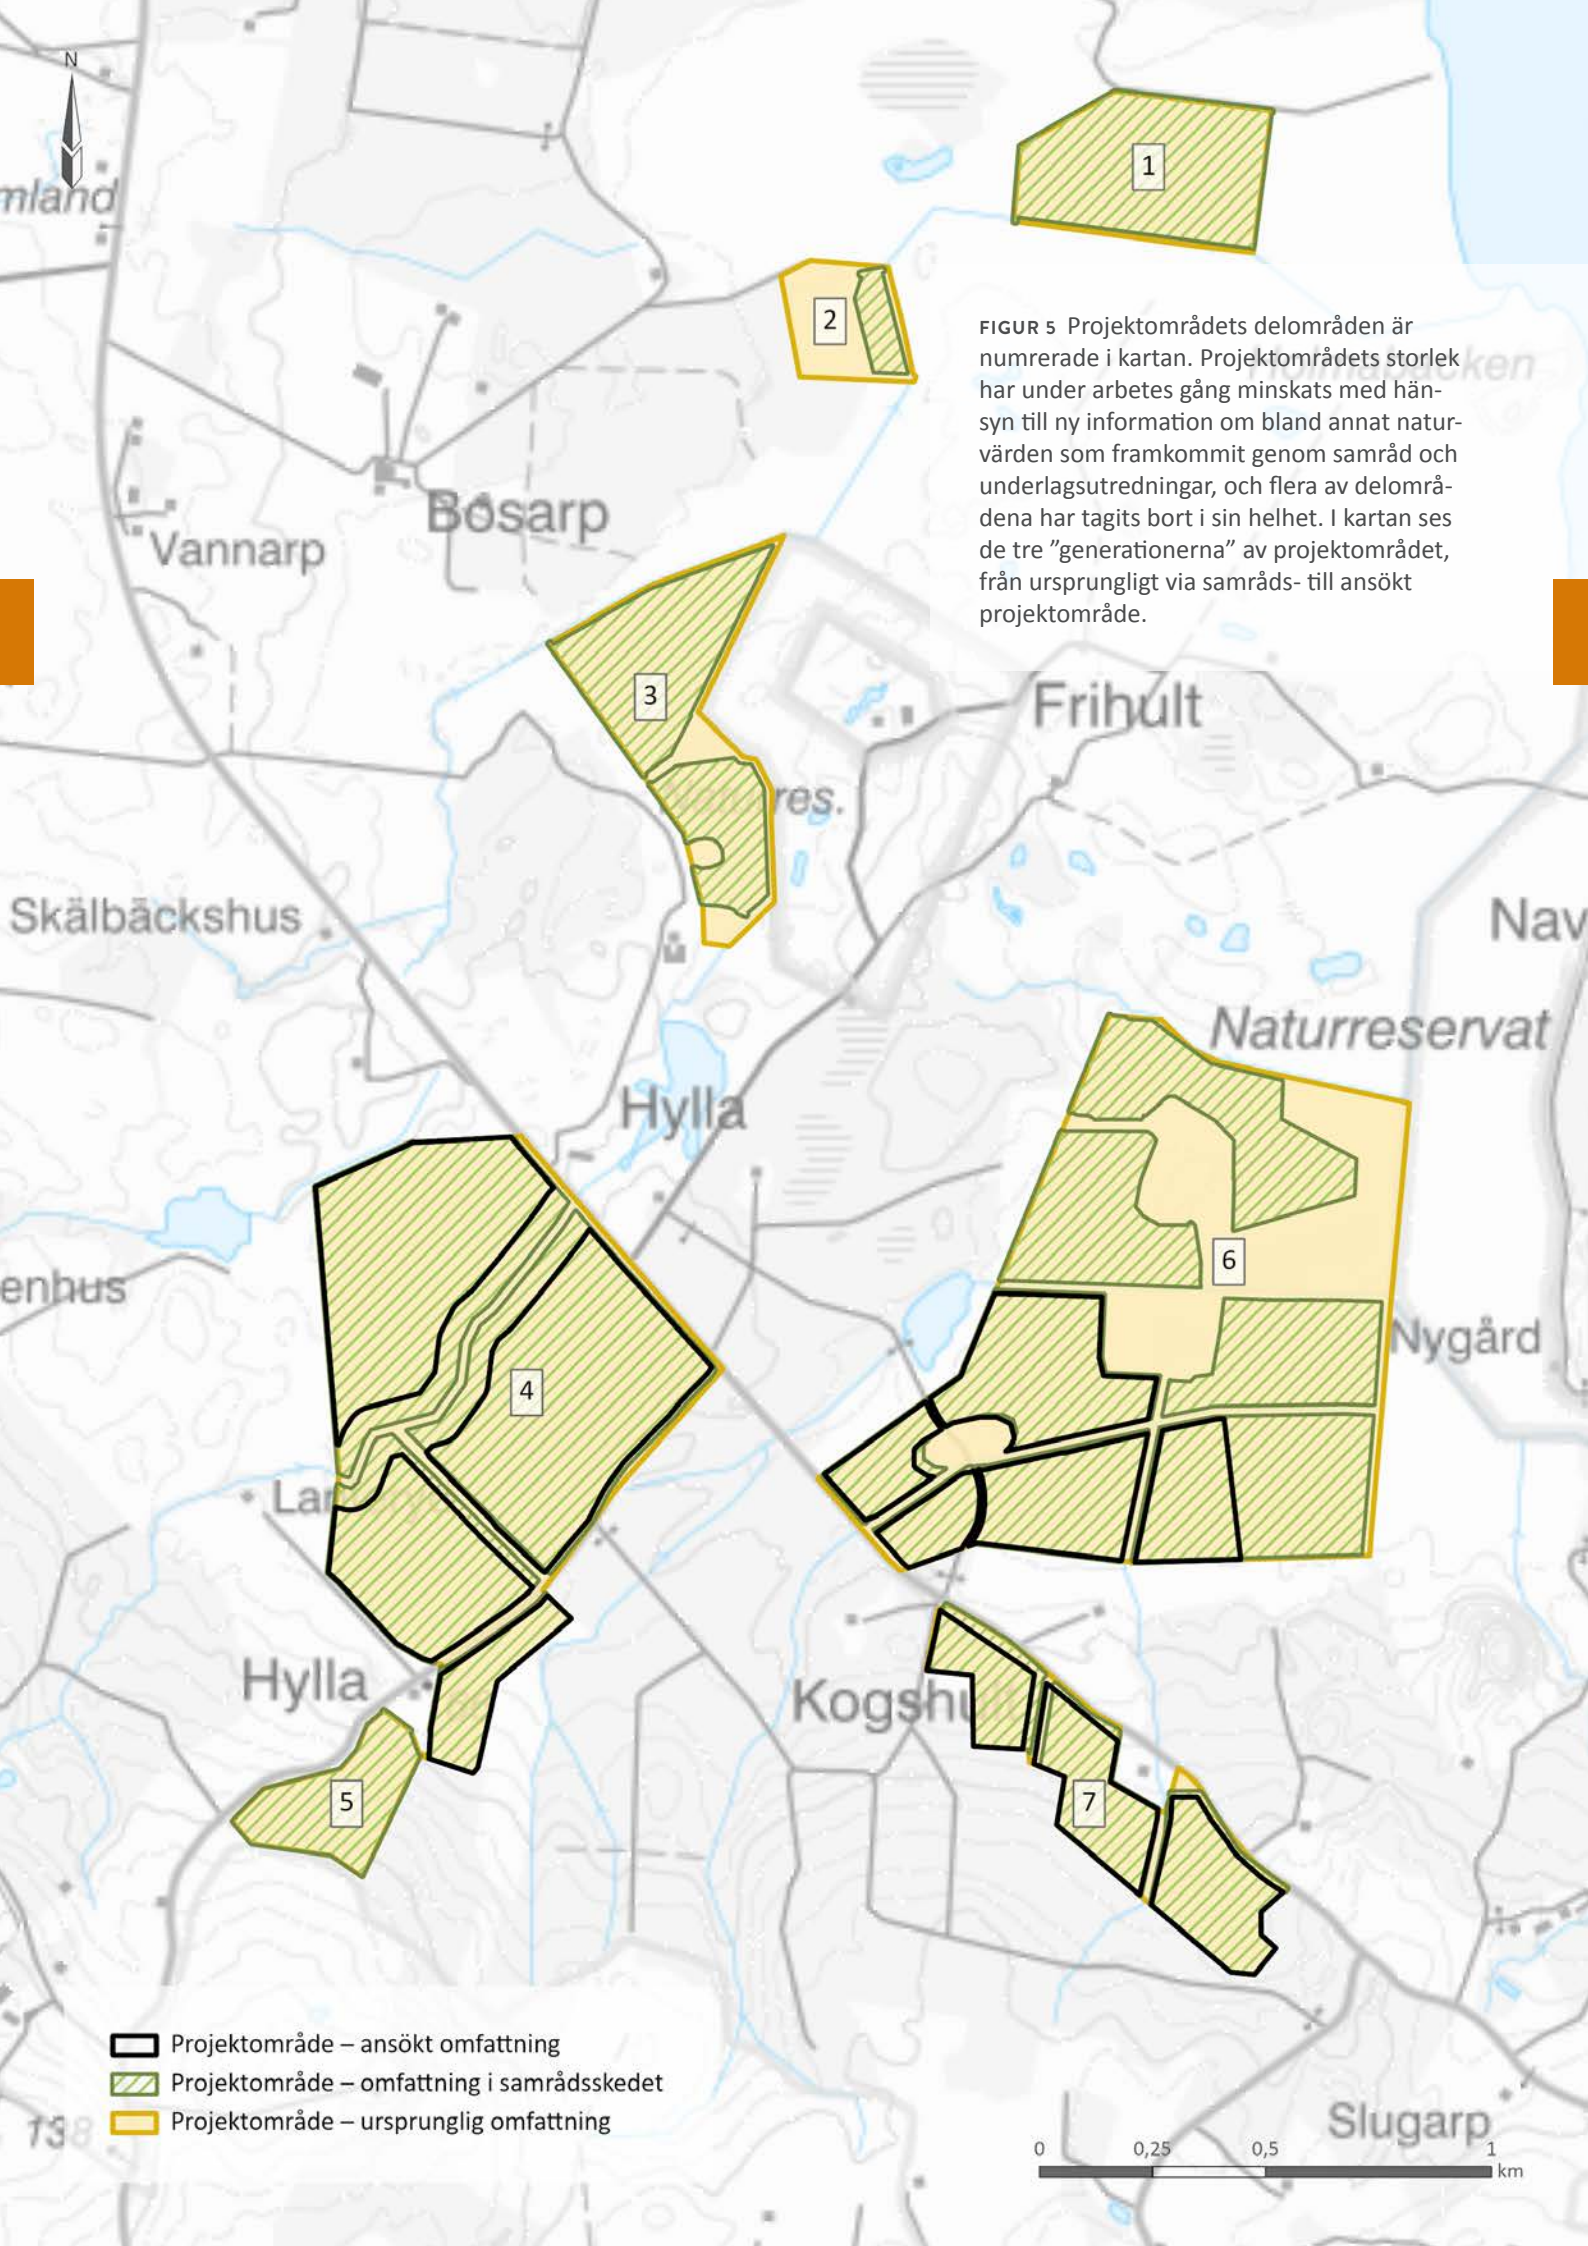 N
mland
1
2
FIGUR 5 Projektområdets delområden är
numrerade i kartan. Projektområdets storlek
har under arbetes gång minskats med hän-
syn till ny information om bland annat natur-
värden som framkommit genom samråd och
underlagsutredningar, och flera av delområ-
dena har tagits bort i sin helhet. I kartan ses
de tre ”generationerna” av projektområdet,
från ursprungligt via samråds- till ansökt
projektområde.
Bösarp
Vannarp
3
Frihult
res.
Skälbäckshus
Nav
Naturreservat
Hylla
6
enhus
Nygård
4
Hylla
Kogshult
5
7
Projektområde – ansökt omfattning
Projektområde – omfattning i samrådsskedet
Projektområde – ursprunglig omfattning
138
Slugarp
0 0,25 0,5 1
km